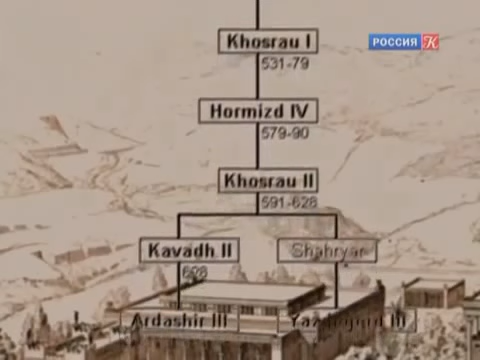 Khosrau I
РОССИЯ К
531-79
Hormizd IV
579-90
Khosrau II
591-628
Kavadh II
Shahryar
628
Ardashir III